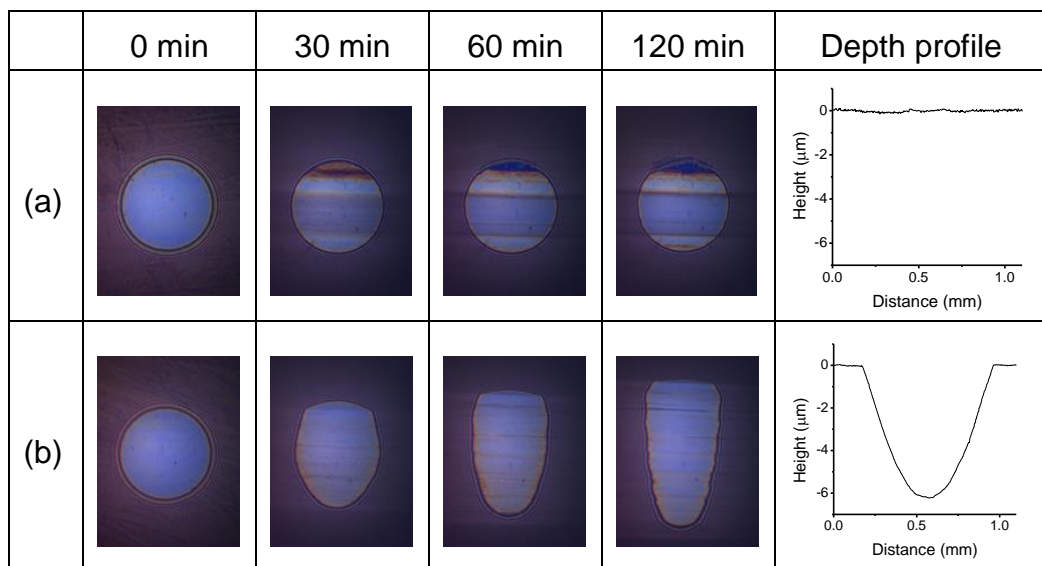 0 min 30 min 60 min 120 min Depth profile
(a)
Height (μm)
0
-2
-4
-6
0.0 0.5 1.0
Distance (mm)
(b)
Height (μm)
0
-2
-4
-6
0.0 0.5 1.0
Distance (mm)